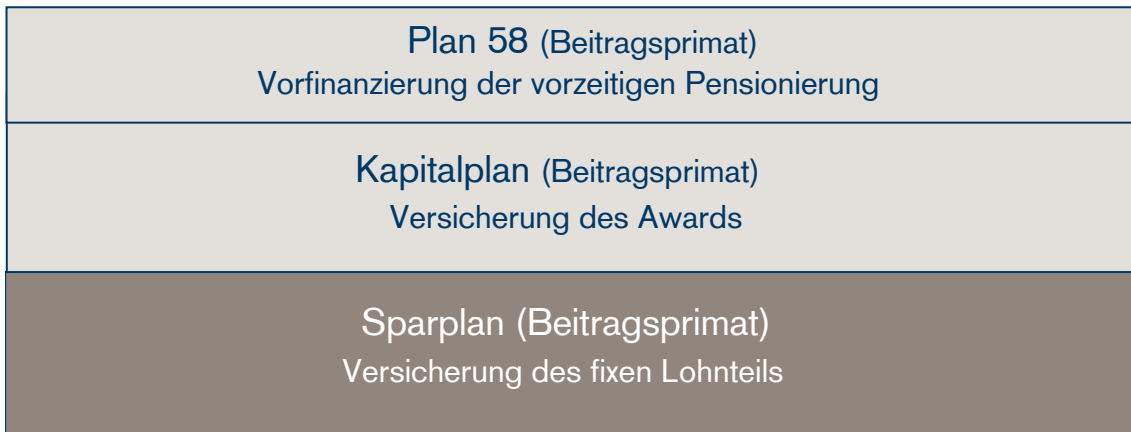 Plan 58 (Beitragsprimat)
Vorfinanzierung der vorzeitigen Pensionierung
Kapitalplan (Beitragsprimat)
Versicherung des Awards
Sparplan (Beitragsprimat)
Versicherung des fixen Lohnteils